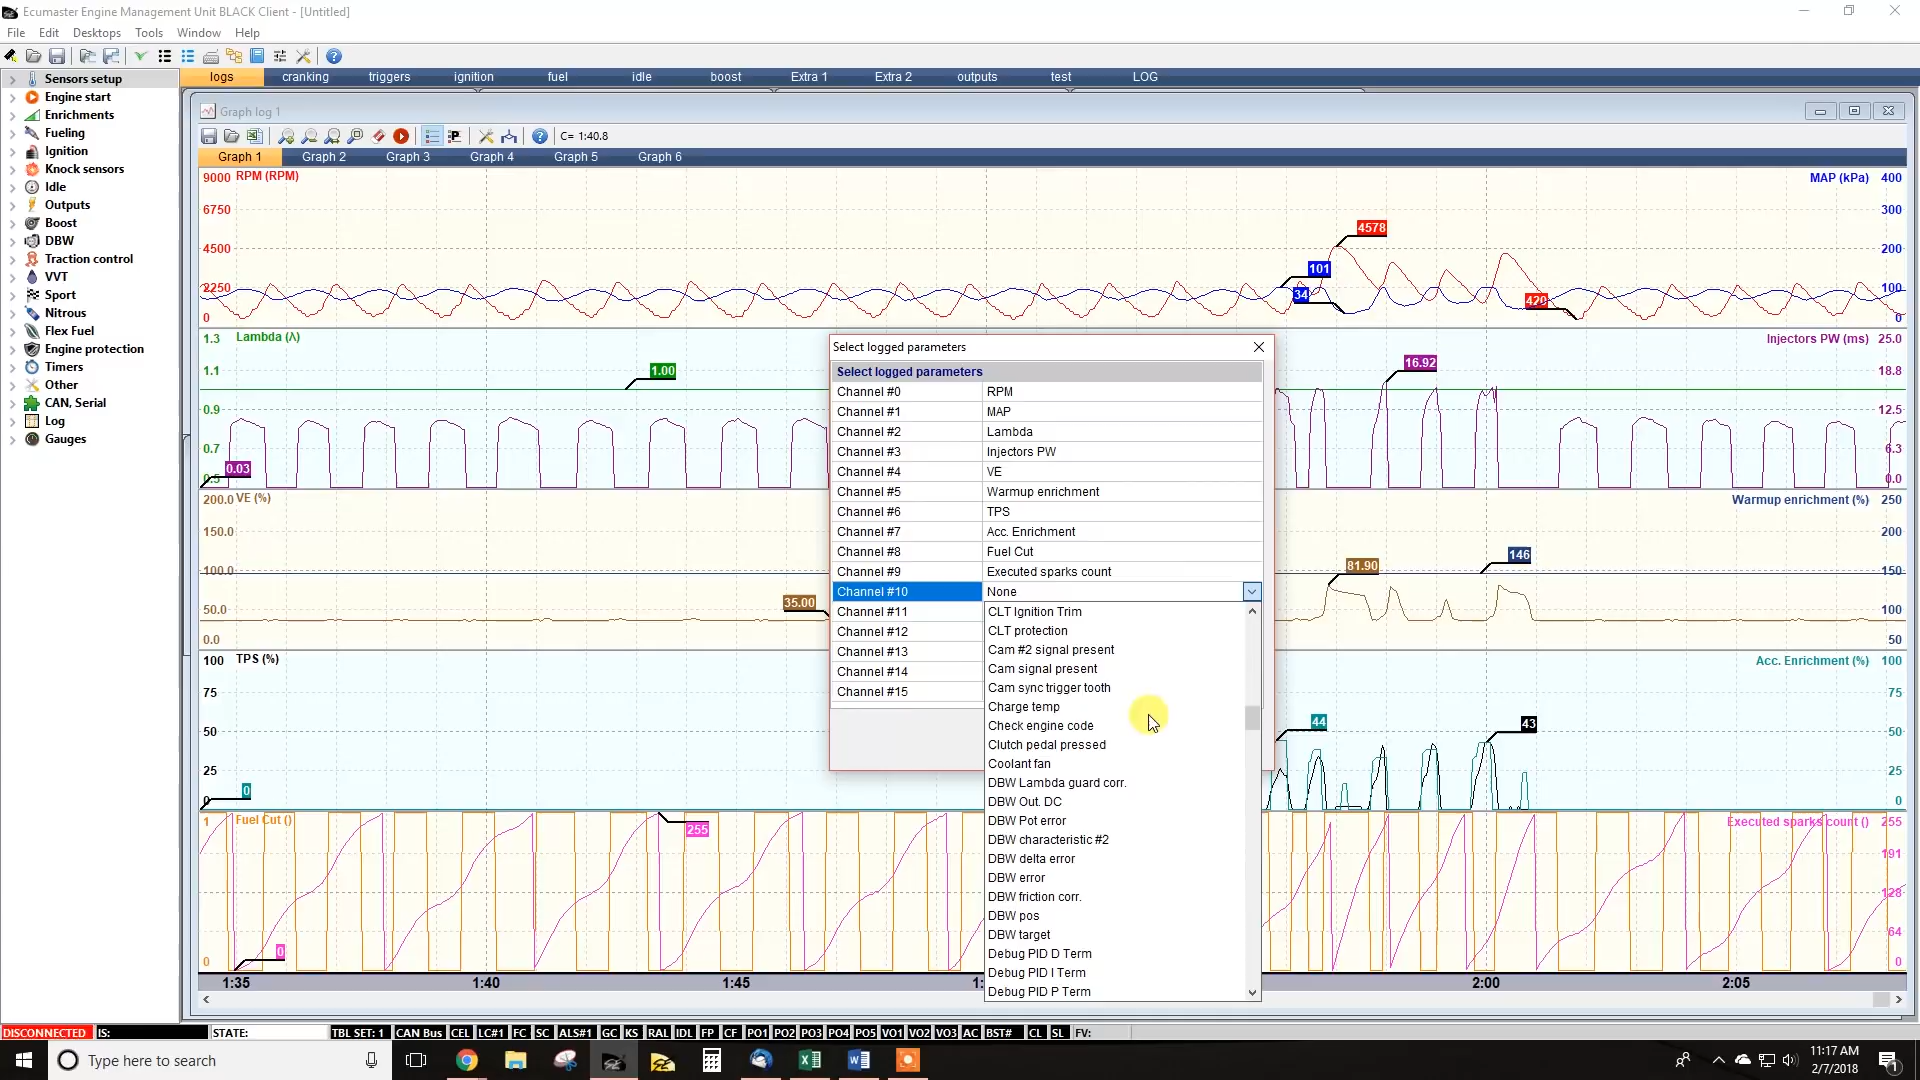 Ecumaster Engine Management Unit BLACK Client - [Untitled]
File Edit Desktops Tools Window Help
logs cranking triggers ignition fuel idle boost Extra 1 Extra 2 outputs test LOG
Sensors setup
Engine start
Enrichments
Fueling
Ignition
Knock sensors
Idle
Outputs
Boost
DBW
Traction control
VVT
Sport
Nitrous
Flex Fuel
Engine protection
Timers
Other
CAN, Serial
Log
Gauges
Graph log 1
C= 1:40.8
Graph 1 Graph 2 Graph 3 Graph 4 Graph 5 Graph 6
9000 RPM (RPM) MAP (kPa) 400
6750 300
4578
4500 200
101
2250 34 420 100
0 0
1.3 Lambda (λ) Injectors PW (ms) 25.0
1.1 1.00 16.92 18.8
0.9 12.5
0.7 6.3
0.03
0.5 0.0
200.0 VE (%) Warmup enrichment (%) 250
150.0 200
146
100.0 81.90 150
50.0 35.00 100
0.0 50
100 TPS (%) Acc. Enrichment (%) 100
75 75
44 43
50 50
25 25
0 0 0
1 Fuel Cut () 255 Executed sparks count () 255
191
128
64
0 0 0
1:35 1:40 1:45 1: 2:00 2:05
Select logged parameters
Select logged parameters
Channel #0 RPM
Channel #1 MAP
Channel #2 Lambda
Channel #3 Injectors PW
Channel #4 VE
Channel #5 Warmup enrichment
Channel #6 TPS
Channel #7 Acc. Enrichment
Channel #8 Fuel Cut
Channel #9 Executed sparks count
Channel #10 None
Channel #11
Channel #12
Channel #13
Channel #14
Channel #15
CLT Ignition Trim
CLT protection
Cam #2 signal present
Cam signal present
Cam sync trigger tooth
Charge temp
Check engine code
Clutch pedal pressed
Coolant fan
DBW Lambda guard corr.
DBW Out. DC
DBW Pot error
DBW characteristic #2
DBW delta error
DBW error
DBW friction corr.
DBW pos
DBW target
Debug PID D Term
Debug PID I Term
Debug PID P Term
DISCONNECTED IS: STATE: TBL SET: 1 CAN Bus CEL LC#1 FC SC ALS#1 GC KS RAL IDL FP CF PO1 PO2 PO3 PO4 PO5 VO1 VO2 VO3 AC BST# CL SL FV:
Type here to search
11:17 AM
2/7/2018
1